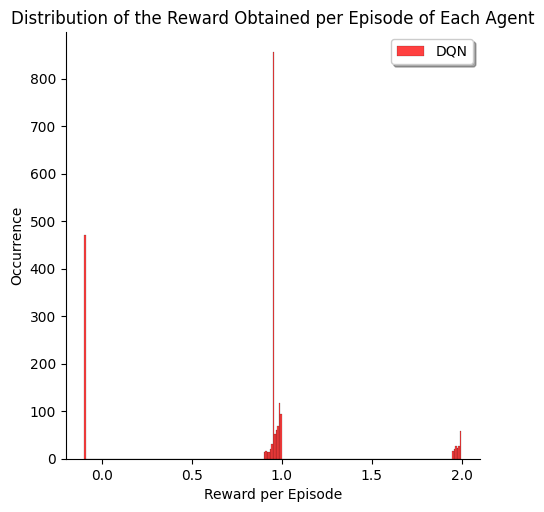 Distribution of the Reward Obtained per Episode of Each Agent
DQN
800
700
600
500
400
300
200
100
0
Occurrence
0.0 0.5 1.0 1.5 2.0
Reward per Episode